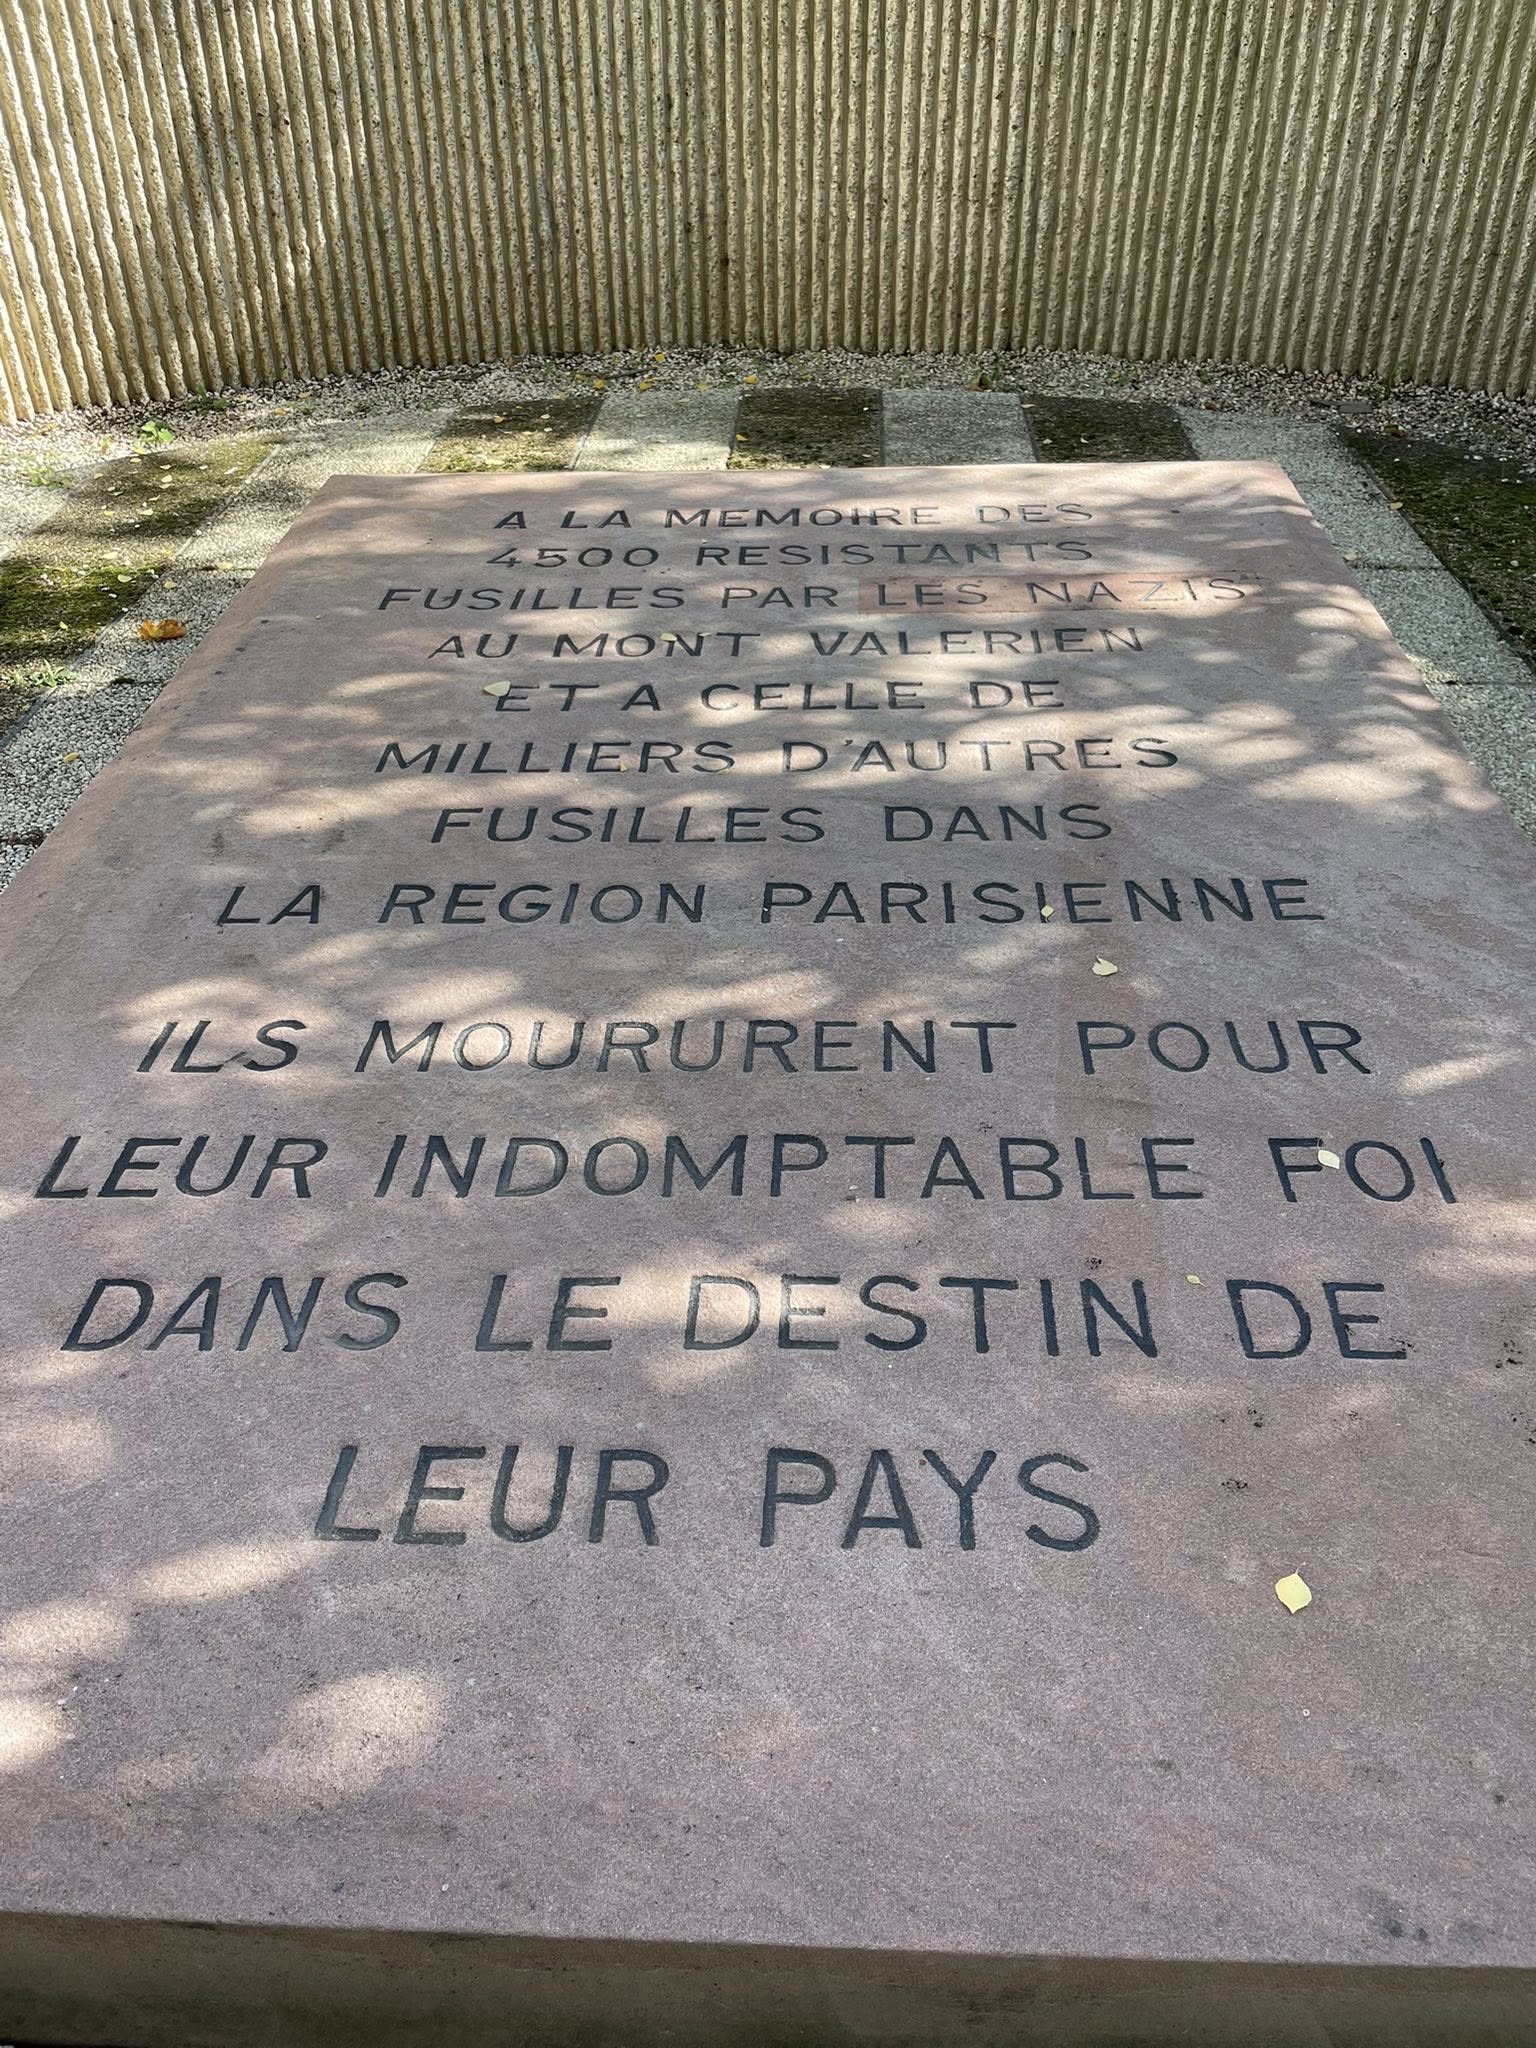 A LA MEMOIRE DES
4500 RESISTANTS
FUSILLES PAR LES NAZIS
AU MONT VALERIEN
ET A CELLE DE
MILLIERS D'AUTRES
FUSILLES DANS
LA REGION PARISIENNE
ILS MOURURENT POUR
LEUR INDOMPTABLE FOI
DANS LE DESTIN DE
LEUR PAYS